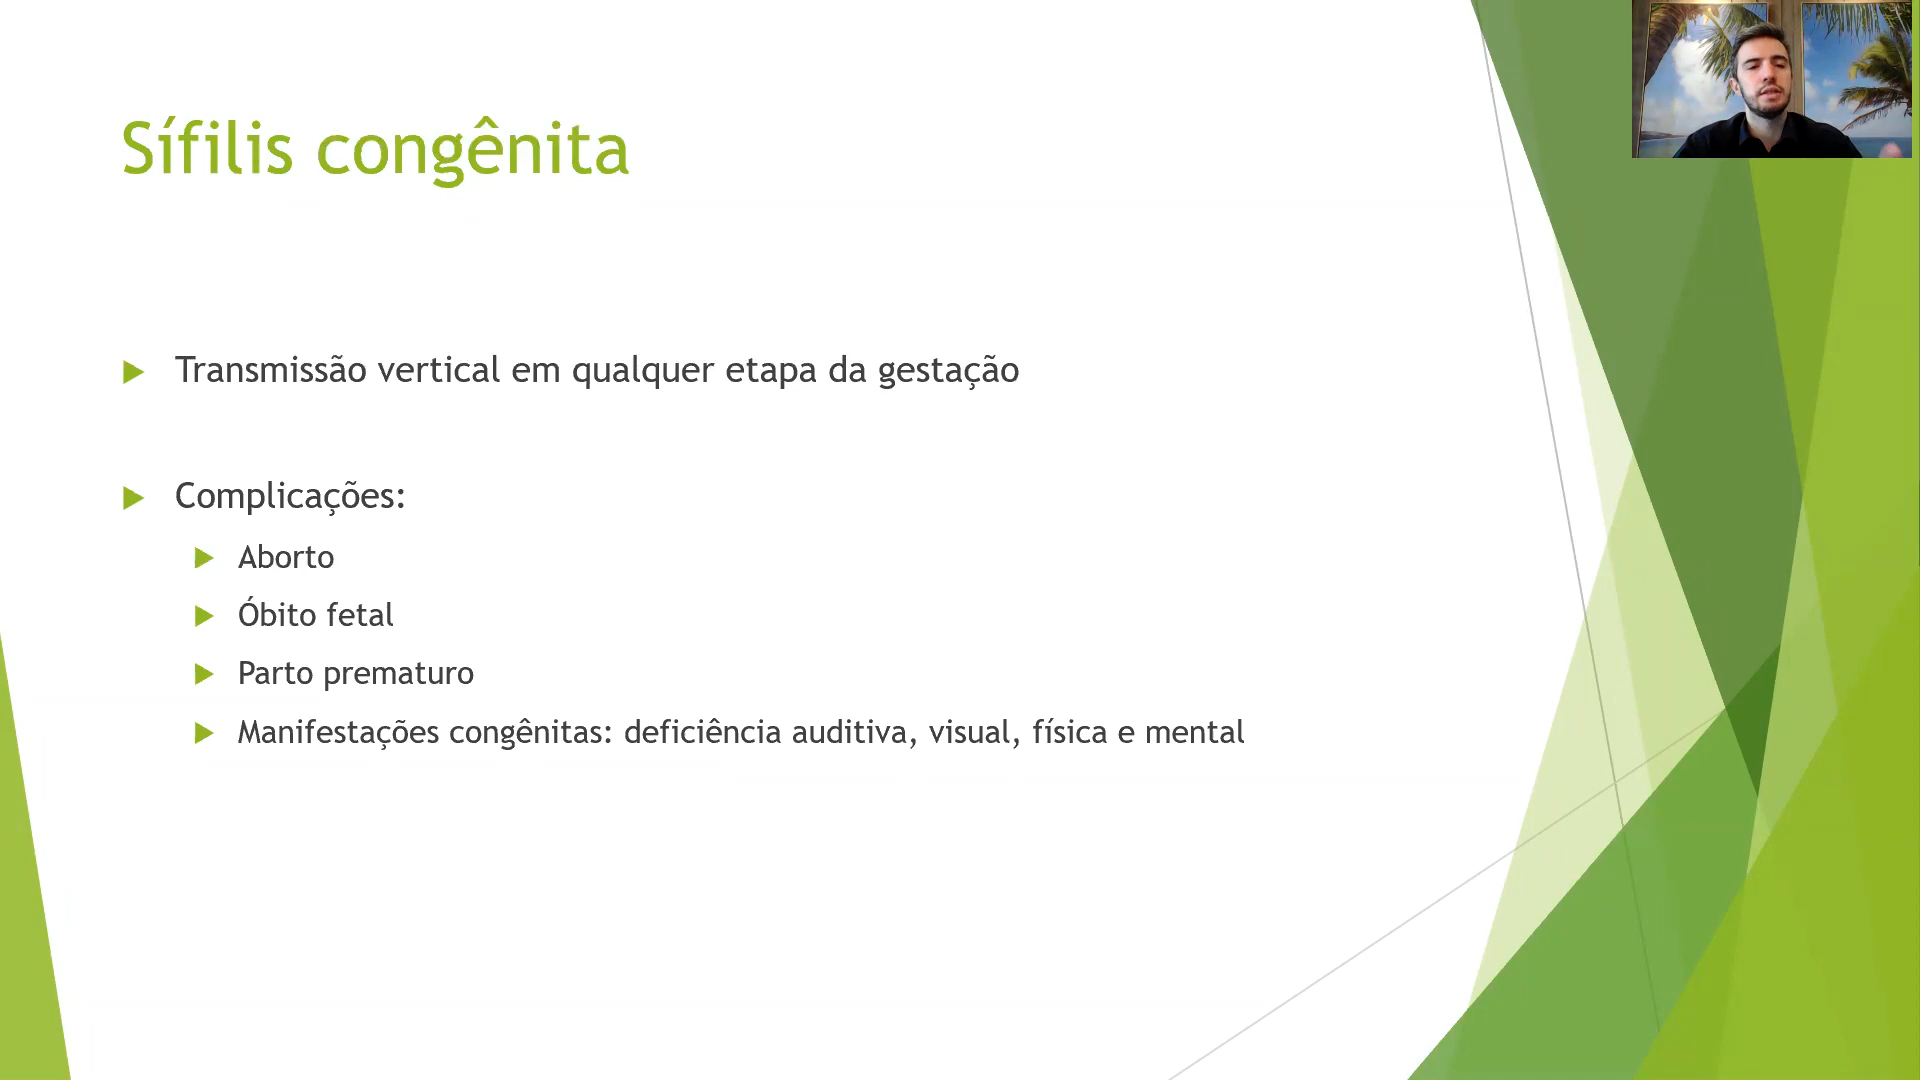 Sífilis congênita
Transmissão vertical em qualquer etapa da gestação
Complicações:
Aborto
Óbito fetal
Parto prematuro
Manifestações congênitas: deficiência auditiva, visual, física e mental